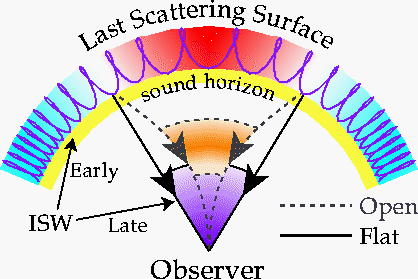 Last Scattering Surface
sound horizon
Early
ISW
Late
Open
Flat
Observer